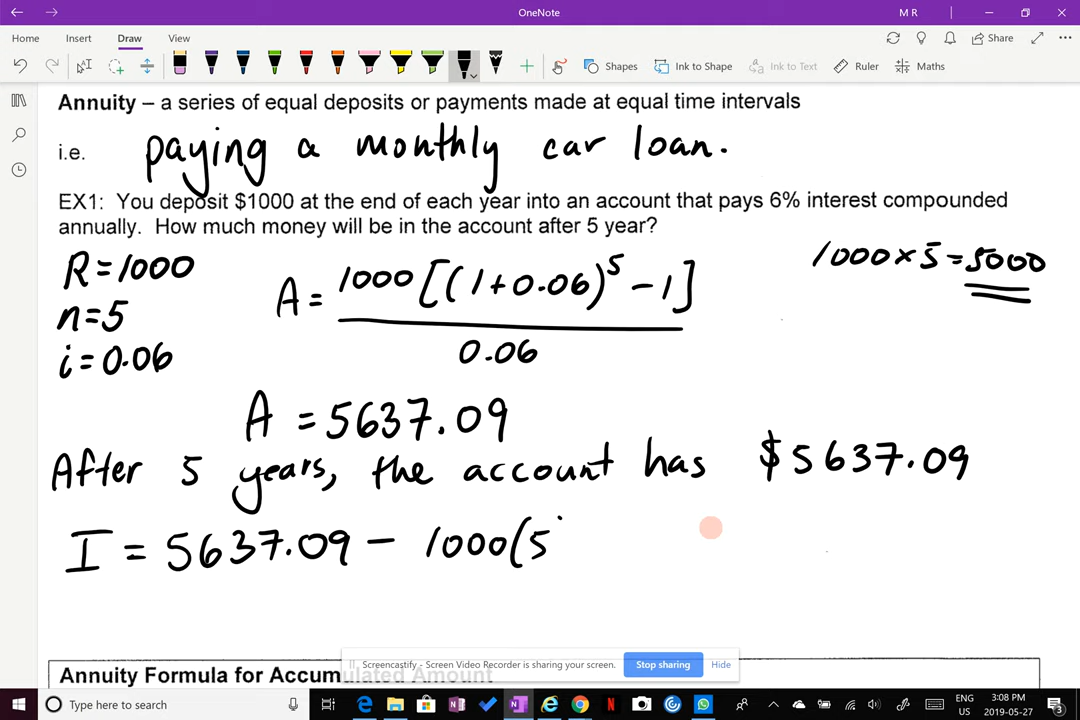 OneNote
M R
Home Insert Draw View
Share
Shapes Ink to Shape Ink to Text Ruler Maths
Annuity – a series of equal deposits or payments made at equal time intervals
i.e. paying a monthly car loan.
EX1: You deposit $1000 at the end of each year into an account that pays 6% interest compounded
annually. How much money will be in the account after 5 year?
R = 1000
n = 5
i = 0.06
A = 1000[(1+0.06)^5 − 1]
0.06
1000 × 5 = 5000
A = 5637.09
After 5 years, the account has $5637.09
I = 5637.09 − 1000(5
Screencastify - Screen Video Recorder is sharing your screen. Stop sharing Hide
Annuity Formula for Accumulated Amount
Type here to search
ENG
US
3:08 PM
2019-05-27
3